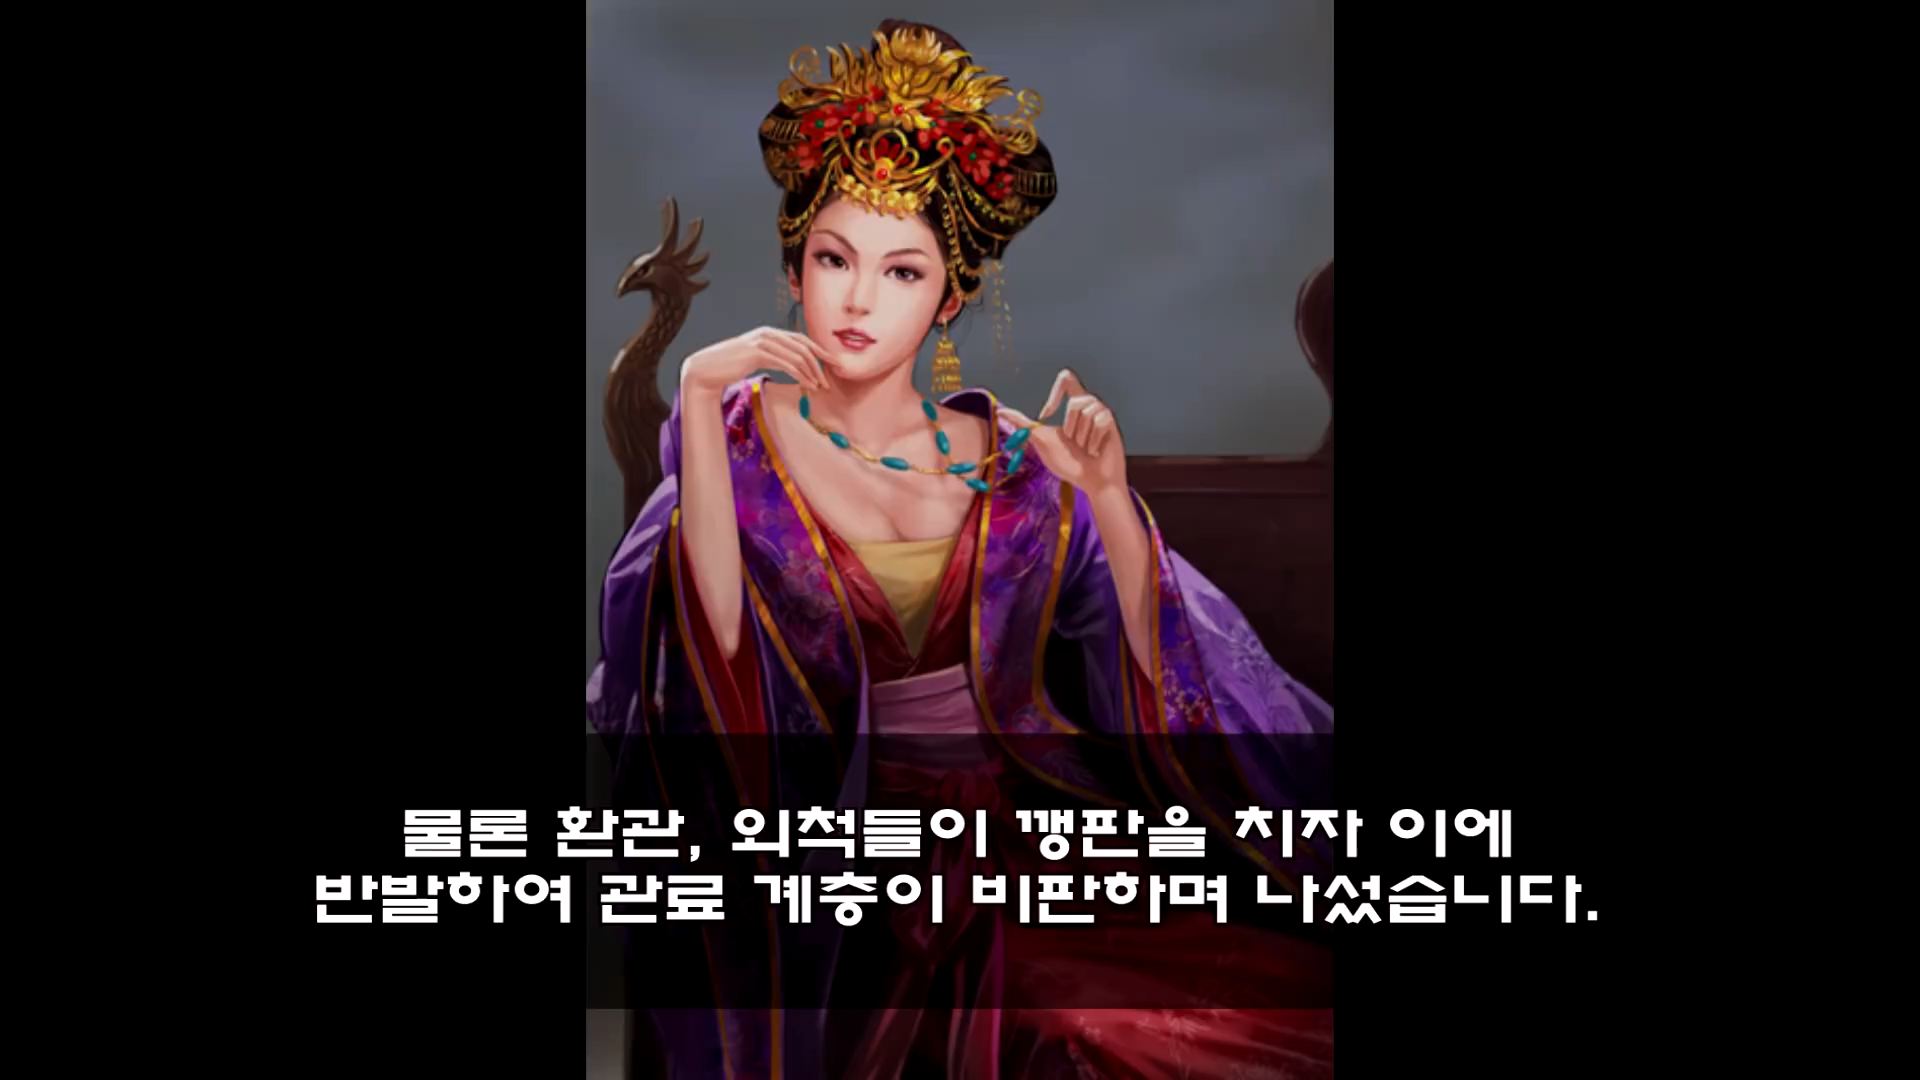 물론 환관, 외척들이 깽판을 치자 이에
반발하여 관료 계층이 비판하며 나섰습니다.